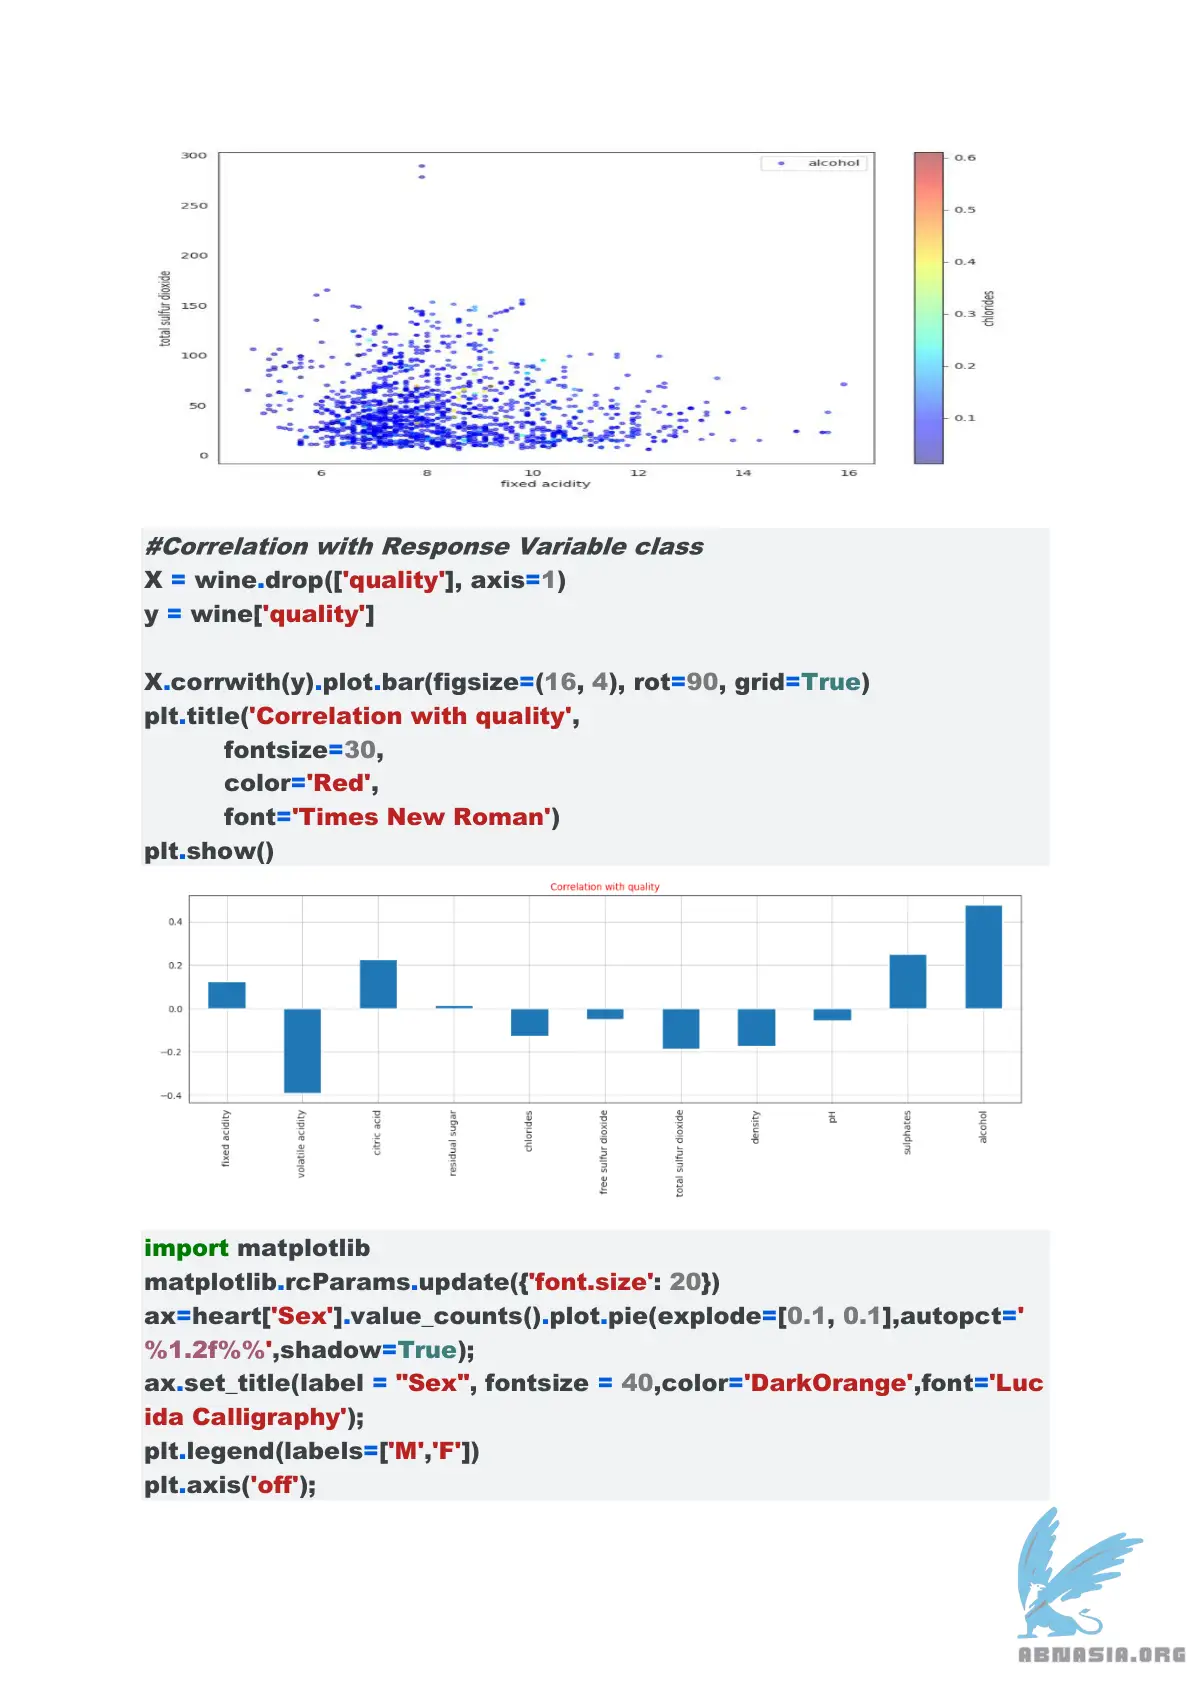 300
250
200
150
100
50
0
total sulfur dioxide
alcohol
6 8 10 12 14 16
fixed acidity
0.6
0.5
0.4
0.3
0.2
0.1
chlorides
#Correlation with Response Variable class
X = wine.drop(['quality'], axis=1)
y = wine['quality']
X.corrwith(y).plot.bar(figsize=(16, 4), rot=90, grid=True)
plt.title('Correlation with quality',
fontsize=30,
color='Red',
font='Times New Roman')
plt.show()
Correlation with quality
0.4
0.2
0.0
−0.2
−0.4
fixed acidity
volatile acidity
citric acid
residual sugar
chlorides
free sulfur dioxide
total sulfur dioxide
density
pH
sulphates
alcohol
import matplotlib
matplotlib.rcParams.update({'font.size': 20})
ax=heart['Sex'].value_counts().plot.pie(explode=[0.1, 0.1],autopct='
%1.2f%%',shadow=True);
ax.set_title(label = "Sex", fontsize = 40,color='DarkOrange',font='Luc
ida Calligraphy');
plt.legend(labels=['M','F'])
plt.axis('off');
ABNASIA.ORG